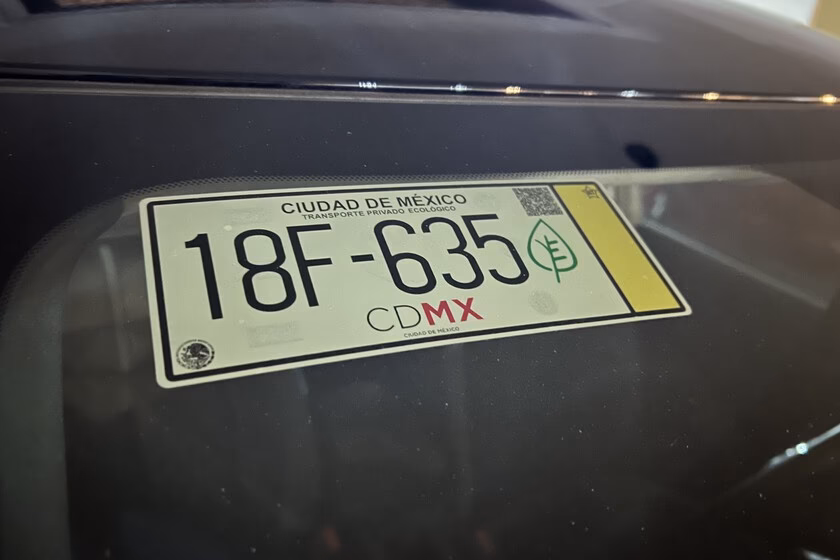 CIUDAD DE MÉXICO
TRANSPORTE PRIVADO ECOLÓGICO
18F-635
CDMX
CIUDAD DE MÉXICO